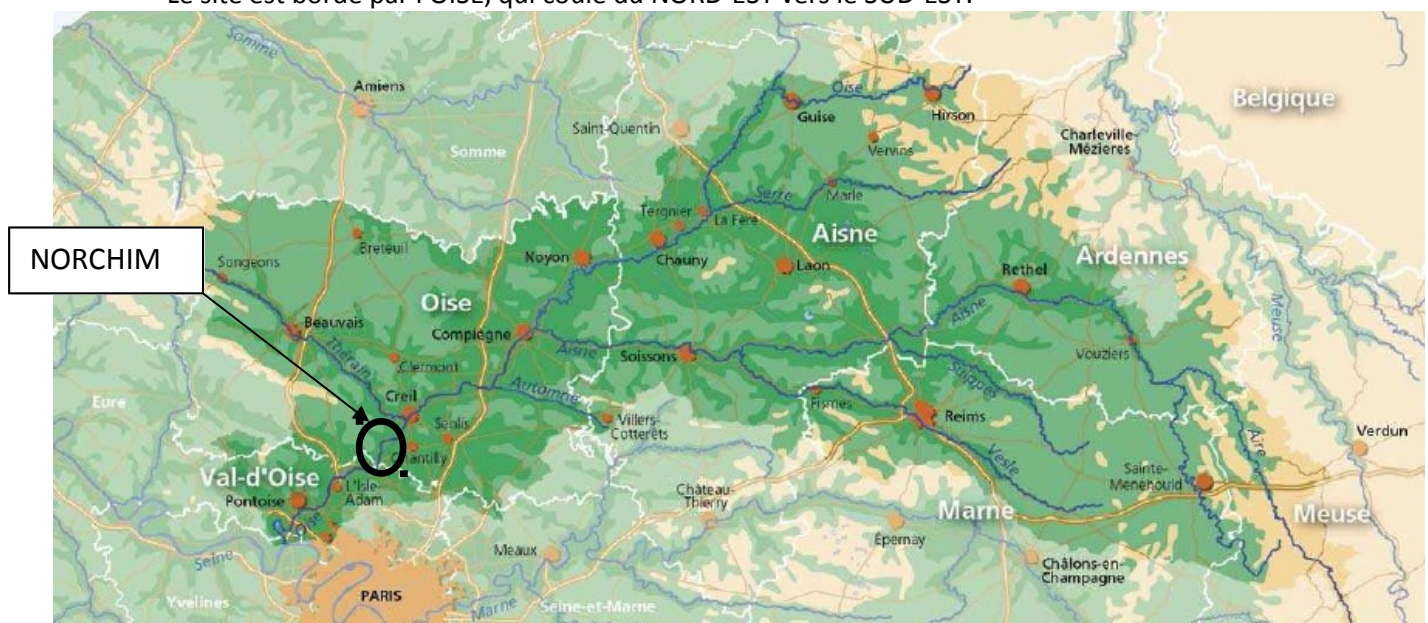 Le site est bordé par l'OISE, qui coule du NORD-EST vers le SUD-EST.
NORCHIM
Somme
Amiens
Saint-Quentin
Somme
Guise
Oise
Hirson
Vervins
Belgique
Charleville-
Mézieres
Marle
Serre
Tergnier
La Fère
Aisne
Ardennes
Songeons
Breteuil
Noyon
Chauny
Laon
Rethel
Oise
Beauvais
Compiègne
Aisne
Aisne
Meuse
Thérain
Clermont
Soissons
Vouziers
Suippes
Automne
Creil
Eure
Senlis
Villers-
Cotterêts
Fismes
Reims
Aire
Verdun
Chantilly
Vesle
Val-d'Oise
L'Isle-
Adam
Pontoise
Oise
Château-
Thierry
Sainte-
Menehould
Marne
Meuse
Épernay
Seine
Meaux
Châlons-en-
Champagne
Yvelines
PARIS
Marne
Seine-et-Marne